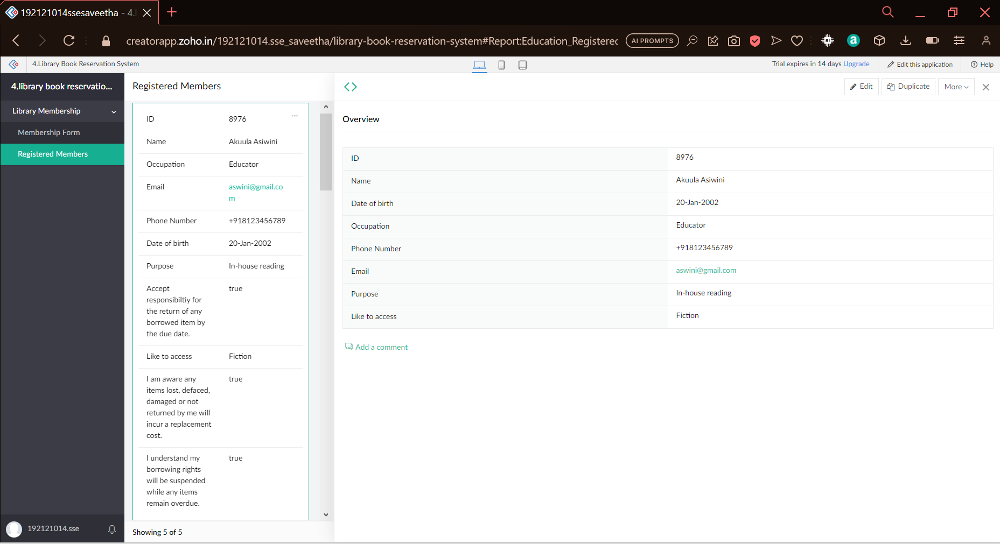 192121014ssesaveetha - 4.
creatorapp.zoho.in/192121014.sse_saveetha/library-book-reservation-system#Report:Education_Registered
AI PROMPTS
4.Library Book Reservation System
Trial expires in 14 days Upgrade
Edit this application
Help
4.library book reservatio...
Library Membership
Membership Form
Registered Members
192121014.sse
Registered Members
ID 8976
Name Akuula Asiwini
Occupation Educator
Email aswini@gmail.co
m
Phone Number +918123456789
Date of birth 20-Jan-2002
Purpose In-house reading
Accept true
responsibiltiy for
the return of any
borrowed item by
the due date.
Like to access Fiction
I am aware any true
items lost, defaced,
damaged or not
returned by me will
incur a replacement
cost.
I understand my true
borrowing rights
will be suspended
while any items
remain overdue.
Showing 5 of 5
Edit
Duplicate
More
Overview
ID 8976
Name Akuula Asiwini
Date of birth 20-Jan-2002
Occupation Educator
Phone Number +918123456789
Email aswini@gmail.com
Purpose In-house reading
Like to access Fiction
Add a comment